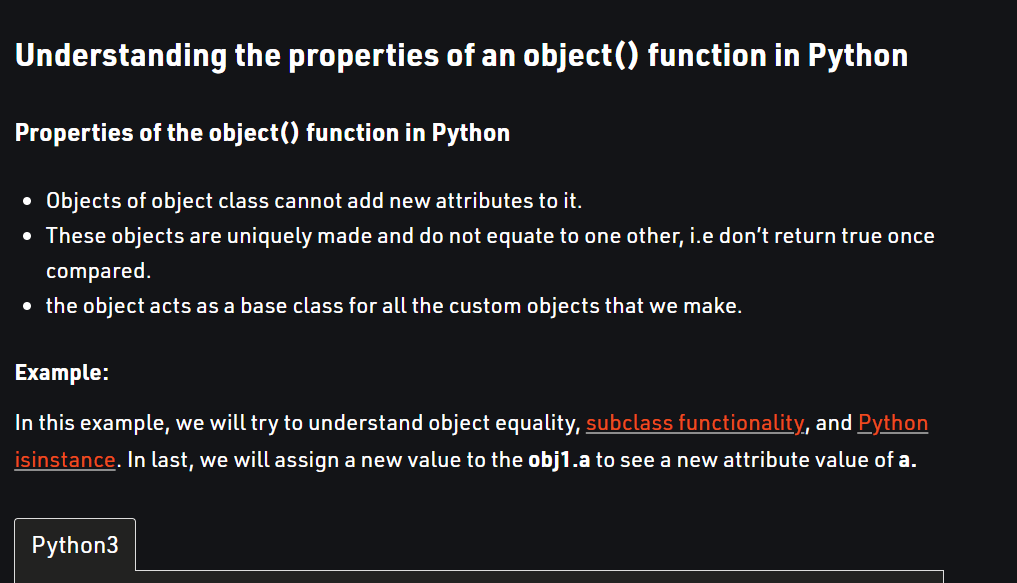 Understanding the properties of an object() function in Python
Properties of the object() function in Python
• Objects of object class cannot add new attributes to it.
• These objects are uniquely made and do not equate to one other, i.e don't return true once
compared.
• the object acts as a base class for all the custom objects that we make.
Example:
In this example, we will try to understand object equality, subclass functionality, and Python
isinstance. In last, we will assign a new value to the obj1.a to see a new attribute value of a.
Python3